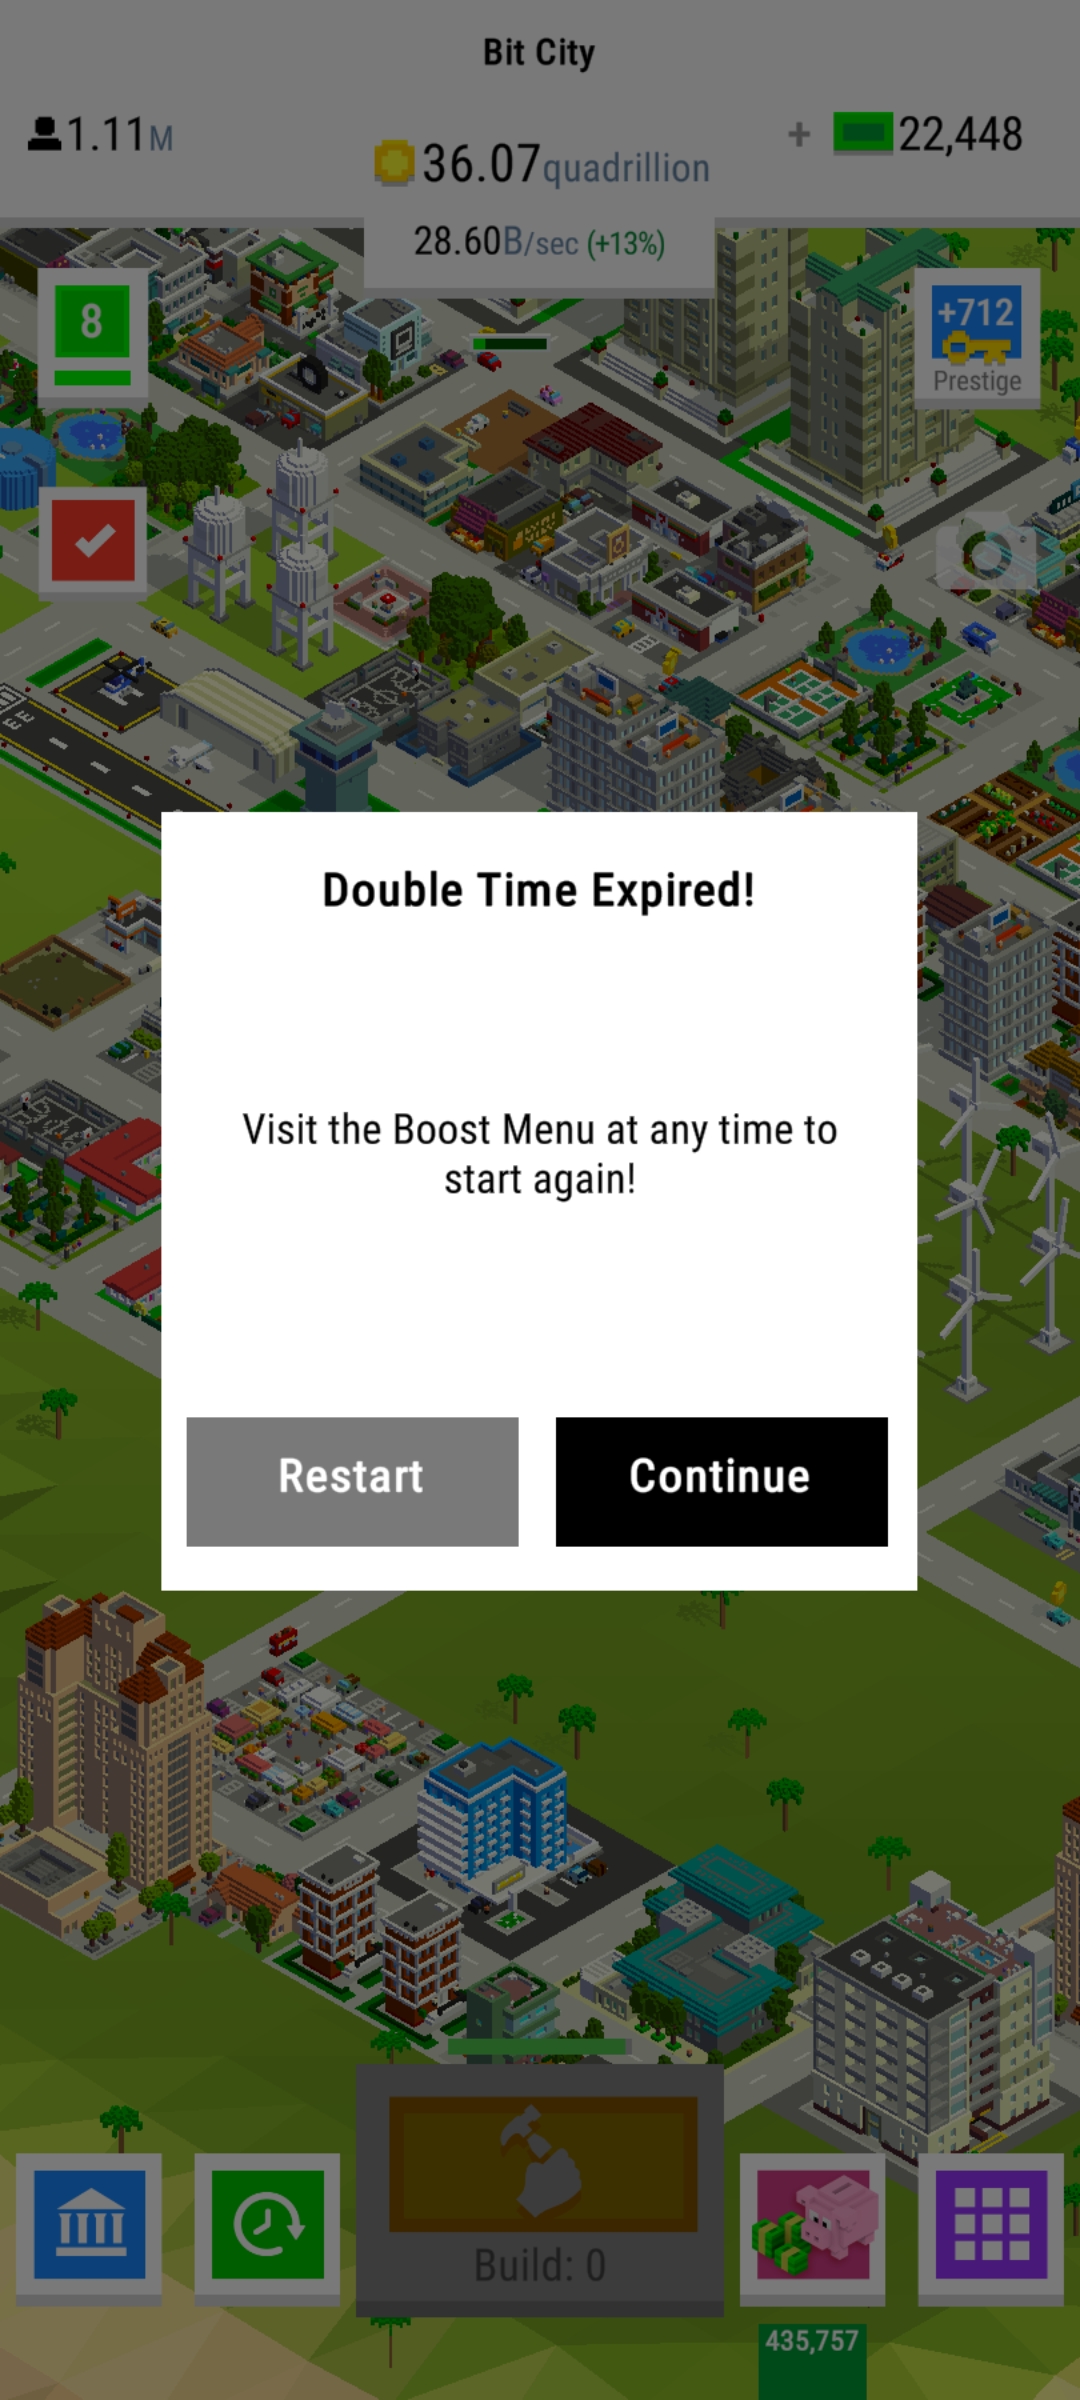 Bit City
1.11M
36.07quadrillion
+ 22,448
28.60B/sec (+13%)
8
+712
Prestige
Double Time Expired!
Visit the Boost Menu at any time to
start again!
Restart
Continue
Build: 0
435,757